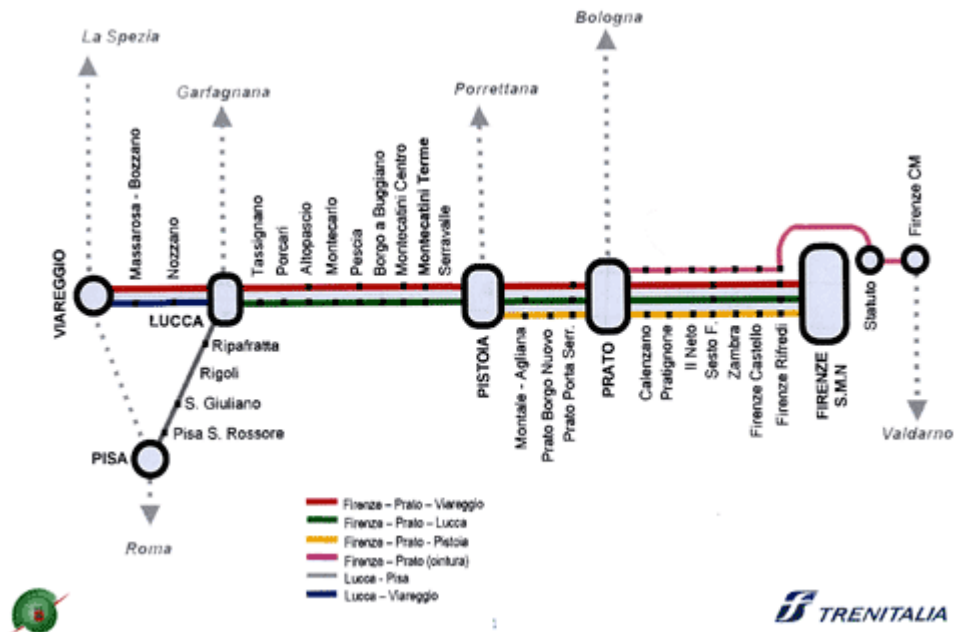 Bologna
La Spezia
Garfagnana
Porrettana
Massarosa - Bozzano
Nozzano
Tassignano
Porcari
Altopascio
Montecarlo
Pescia
Borgo a Buggiano
Montecatini Centro
Montecatini Terme
Serravalle
Firenze CM
VIAREGGIO
LUCCA
PISTOIA
PRATO
FIRENZE
S.M.N
Statuto
Ripafratta
Rigoli
S. Giuliano
Pisa S. Rossore
PISA
Roma
Montale - Agliana
Prato Borgo Nuovo
Prato Porta Serr.
Calenzano
Pratignone
Il Neto
Sesto F.
Zambra
Firenze Castello
Firenze Rifredi
Valdarno
Firenze – Prato – Viareggio
Firenze – Prato – Lucca
Firenze – Prato - Pistoia
Firenze – Prato (cintura)
Lucca - Pisa
Lucca – Viareggio
1
TRENITALIA